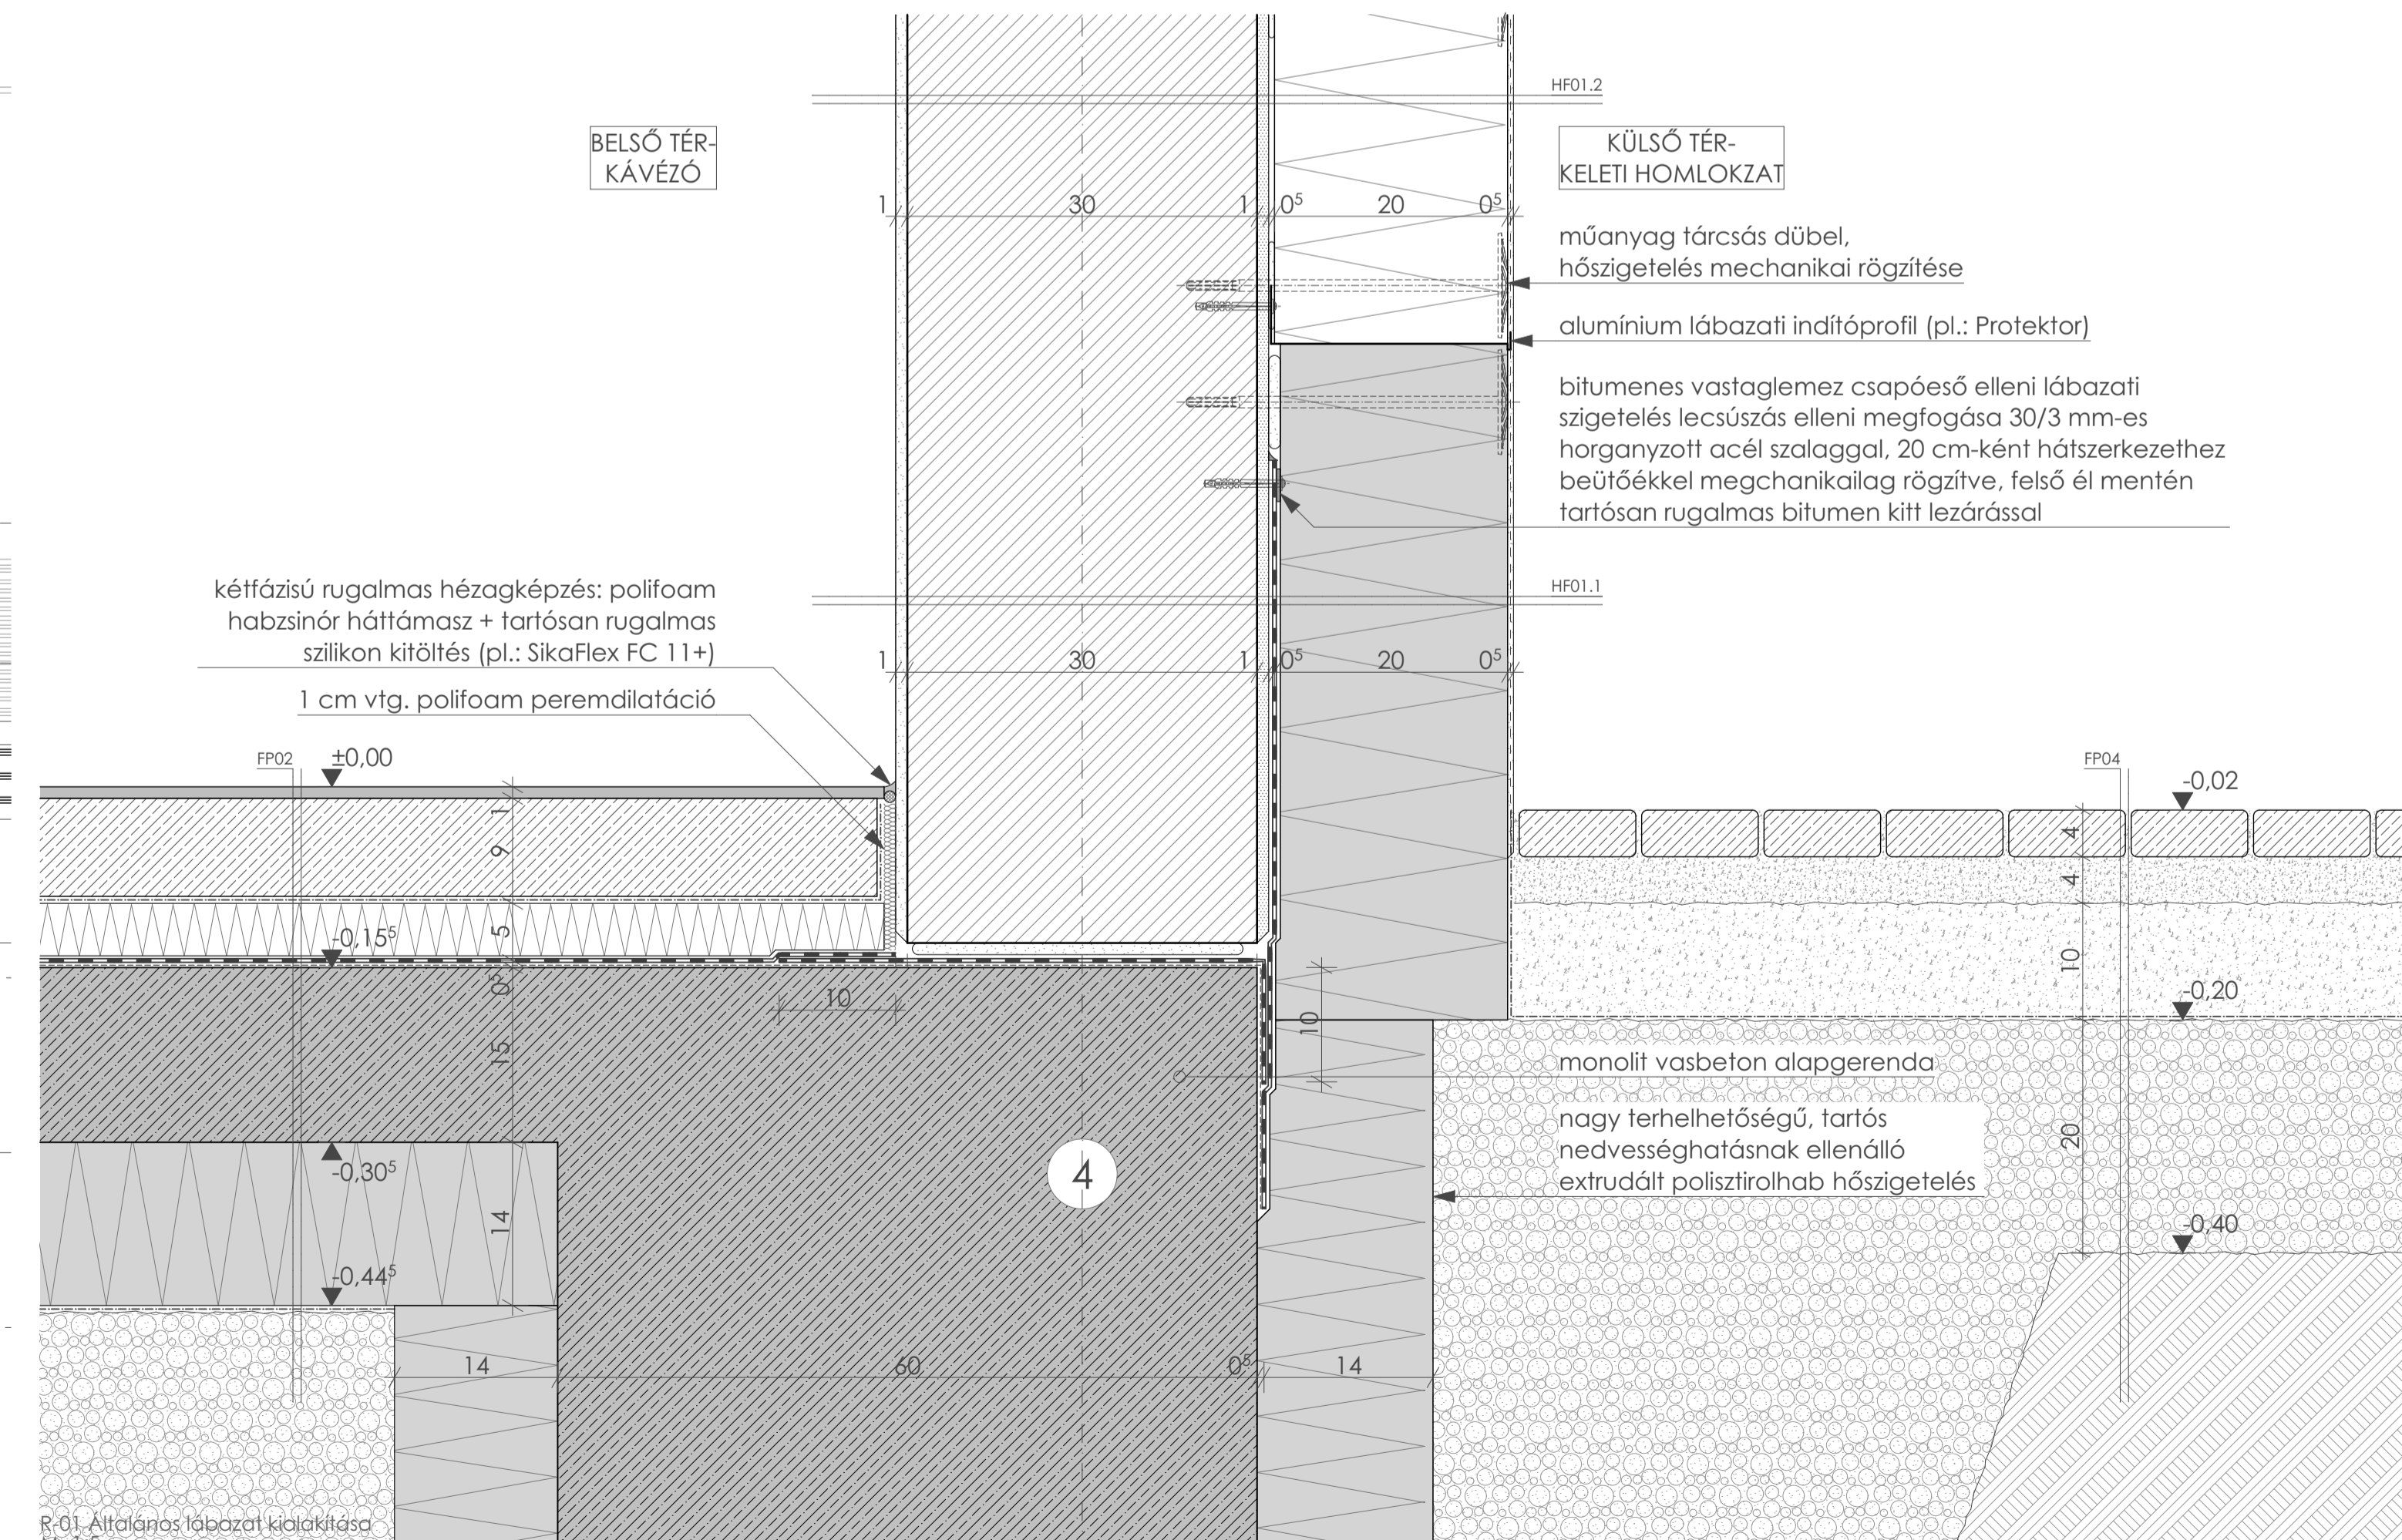 HF01.2
BELSŐ TÉR-
KÁVÉZÓ
KÜLSŐ TÉR-
KELETI HOMLOKZAT
1 30 1 0⁵ 20 0⁵
műanyag tárcsás dübel,
hőszigetelés mechanikai rögzítése
alumínium lábazati indítóprofil (pl.: Protektor)
bitumenes vastaglemez csapóeső elleni lábazati
szigetelés lecsúszás elleni megfogása 30/3 mm-es
horganyzott acél szalaggal, 20 cm-ként hátszerkezethez
beütőékkel megchanikailag rögzítve, felső él mentén
tartósan rugalmas bitumen kitt lezárással
HF01.1
kétfázisú rugalmas hézagképzés: polifoam
habzsinór háttámasz + tartósan rugalmas
szilikon kitöltés (pl.: SikaFlex FC 11+)
1 30 1 0⁵ 20 0⁵
1 cm vtg. polifoam peremdilatáció
FP02
±0,00
FP04
-0,02
1
9
5
0⁵
15
14
-0,15⁵
-0,30⁵
-0,44⁵
10
10
4
4
10
20
-0,20
-0,40
monolit vasbeton alapgerenda
nagy terhelhetőségű, tartós
nedvességhatásnak ellenálló
extrudált polisztirolhab hőszigetelés
4
14 60 0⁵ 14
R-01 Általános lábazat kialakítása